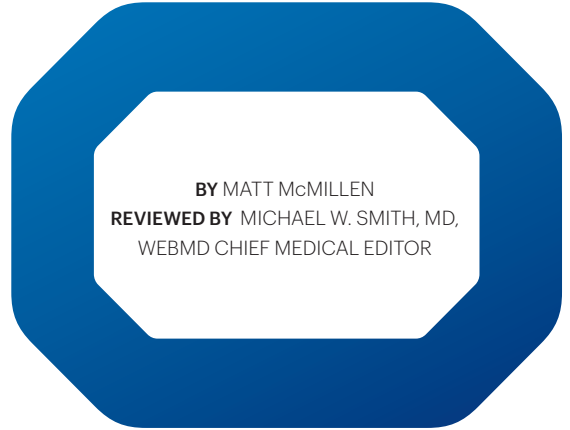 BY MATT McMILLEN
REVIEWED BY MICHAEL W. SMITH, MD,
WEBMD CHIEF MEDICAL EDITOR